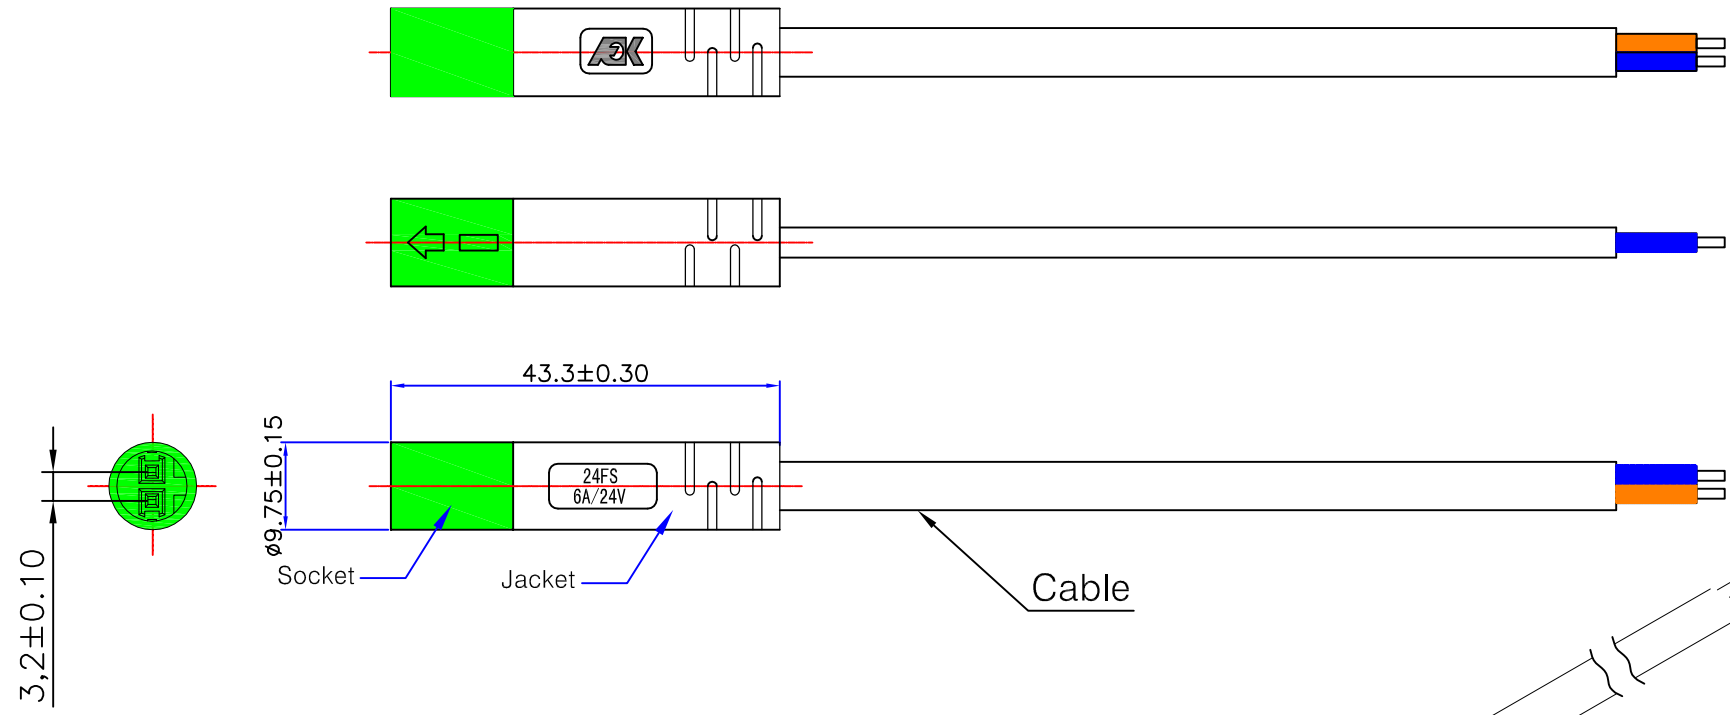 43.3±0.30
ø9.75±0.15
24FS
6A/24V
Socket
Jacket
Cable
3,2±0.10